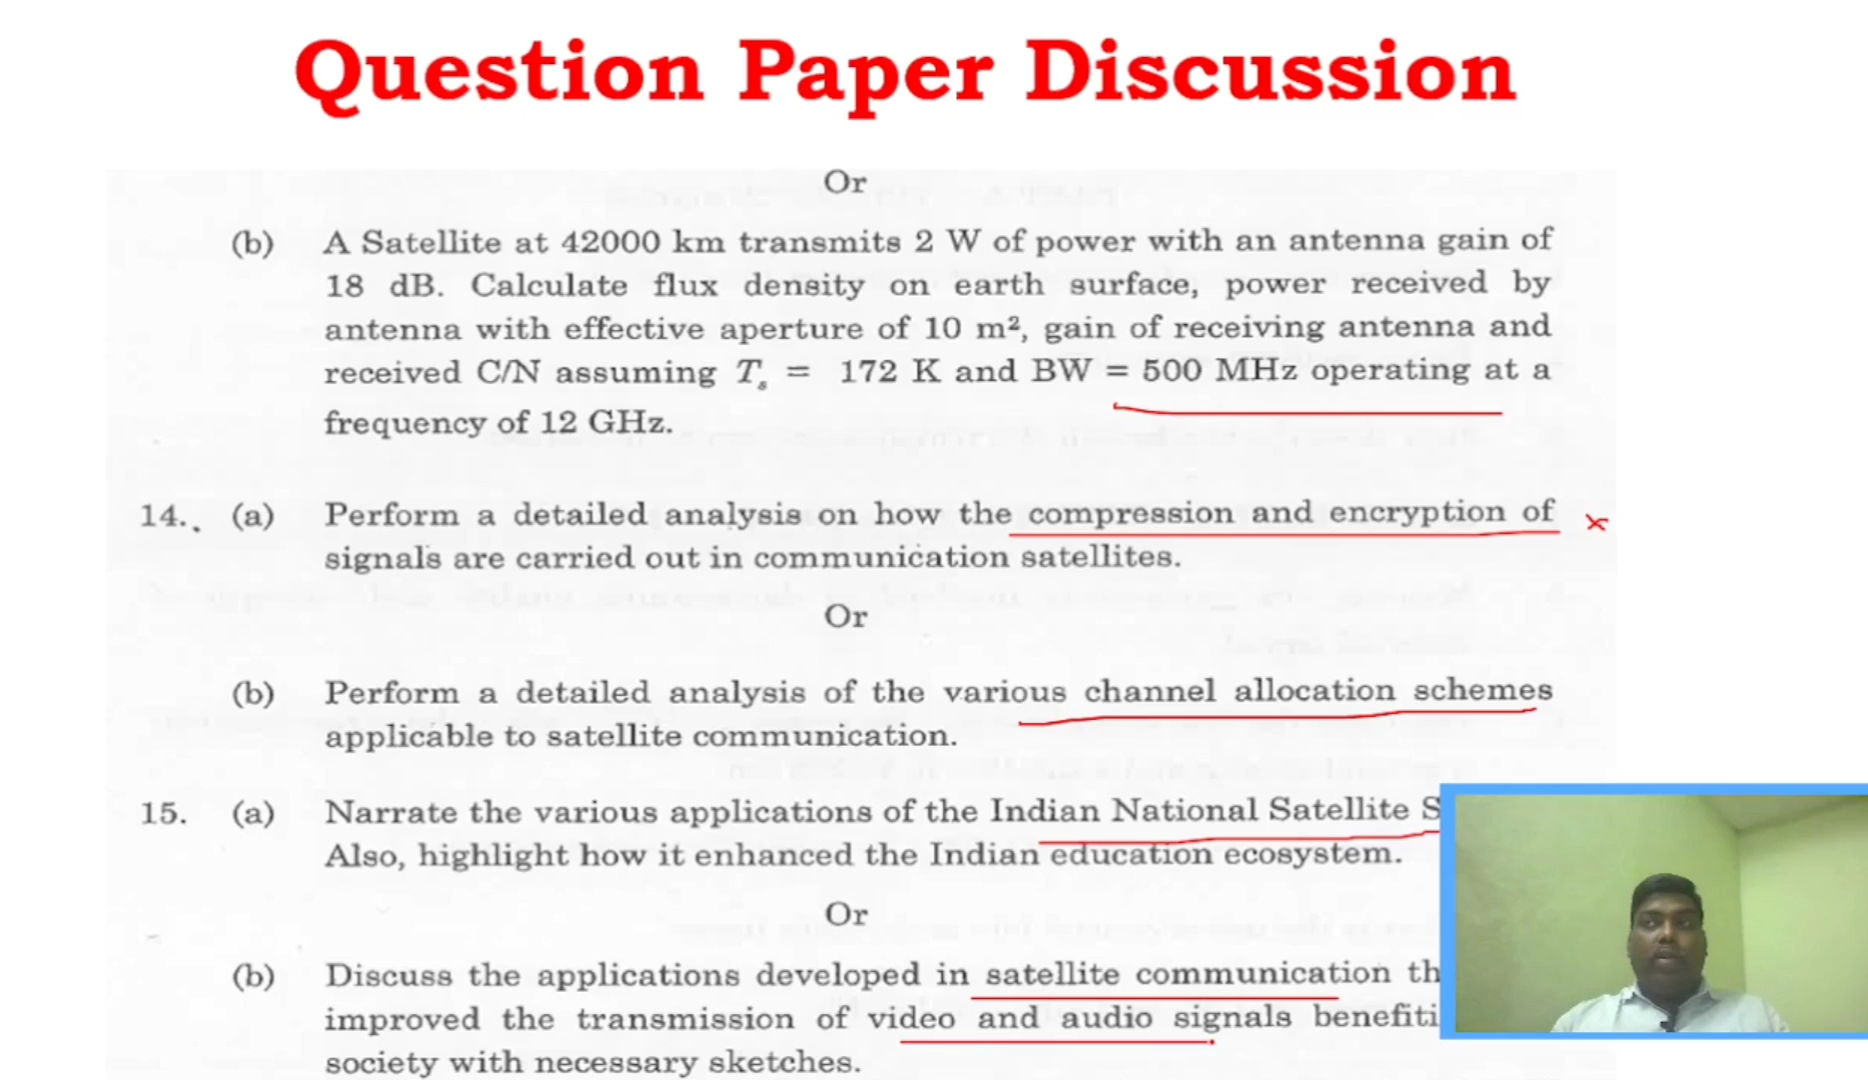 Question Paper Discussion
Or
(b) A Satellite at 42000 km transmits 2 W of power with an antenna gain of
18 dB. Calculate flux density on earth surface, power received by
antenna with effective aperture of 10 m², gain of receiving antenna and
received C/N assuming Tₛ = 172 K and BW = 500 MHz operating at a
frequency of 12 GHz.
14. (a) Perform a detailed analysis on how the compression and encryption of
signals are carried out in communication satellites.
Or
(b) Perform a detailed analysis of the various channel allocation schemes
applicable to satellite communication.
15. (a) Narrate the various applications of the Indian National Satellite S
Also, highlight how it enhanced the Indian education ecosystem.
Or
(b) Discuss the applications developed in satellite communication th
improved the transmission of video and audio signals benefiti
society with necessary sketches.